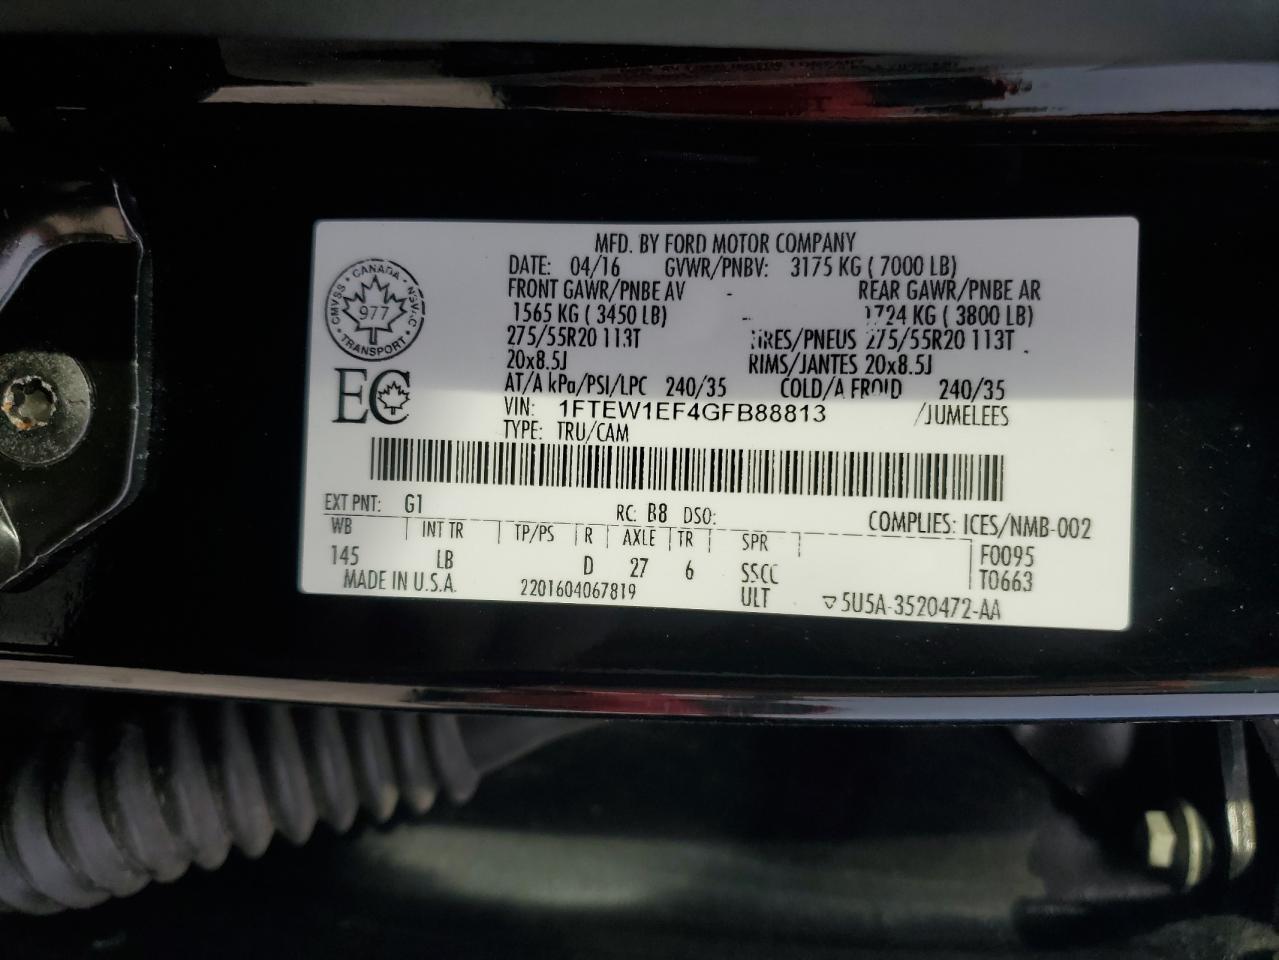 MFD. BY FORD MOTOR COMPANY
DATE: 04/16 GVWR/PNBV: 3175 KG ( 7000 LB)
FRONT GAWR/PNBE AV REAR GAWR/PNBE AR
1565 KG ( 3450 LB) 1724 KG ( 3800 LB)
275/55R20 113T TIRES/PNEUS 275/55R20 113T
20x8.5J RIMS/JANTES 20x8.5J
AT/A kPa/PSI/LPC 240/35 COLD/A FROID 240/35
VIN: 1FTEW1EF4GFB88813 /JUMELEES
TYPE: TRU/CAM
CMVSS · CANADA · NSVAC
977
TRANSPORT
EC
EXT PNT: G1 RC: B8 DSO: COMPLIES: ICES/NMB-002
WB INT TR TP/PS R AXLE TR SPR F0095
145 LB D 27 6 SSCC T0663
MADE IN U.S.A. 2201604067819 ULT ▽5U5A-3520472-AA